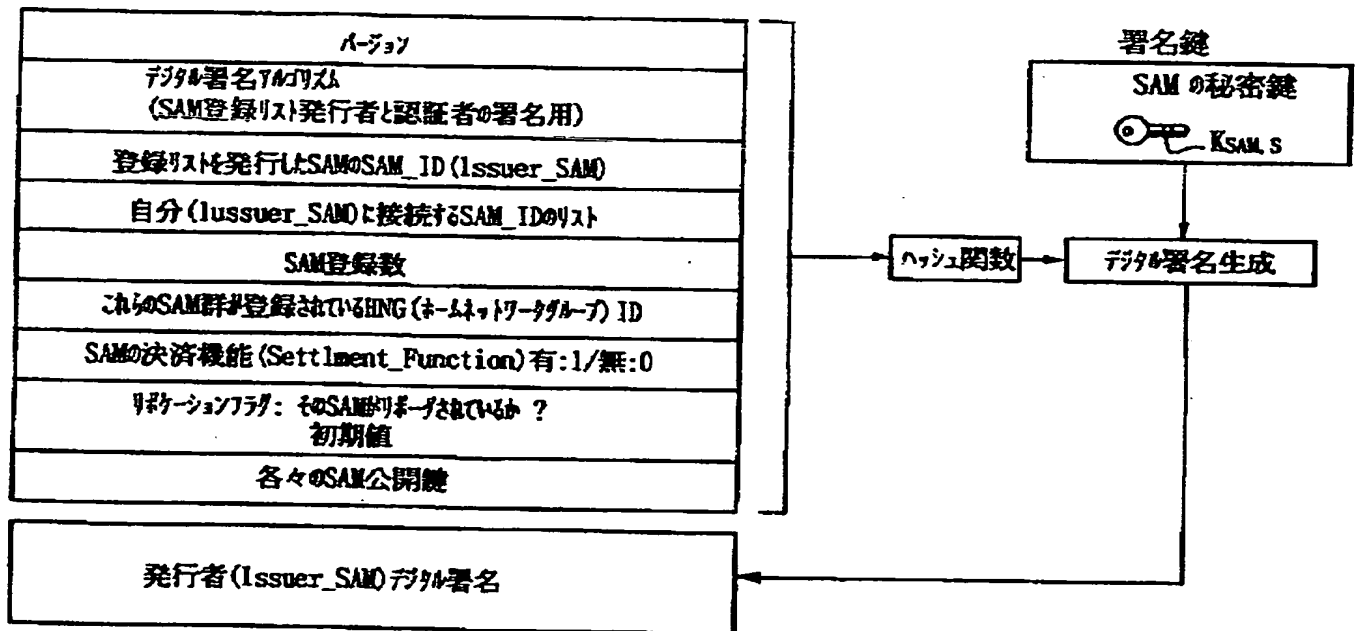 バージョン
デジタル署名アルゴリズム
(SAM登録リスト発行者と認証者の署名用)
登録リストを発行したSAMのSAM_ID(Issuer_SAM)
自分(Iussuer_SAM)に接続するSAM_IDのリスト
SAM登録数
これらのSAM群が登録されているHNG(ホームネットワータグループ)ID
SAMの決済機能(Settlment_Function)有:1/無:0
リボケーションフラグ: そのSAMがリボークされているか ?
初期値
各々のSAM公開鍵
発行者(Issuer_SAM)デジタル署名
ハッシュ関数
署名鍵
SAM の秘密鍵
KSAM,S
デジタル署名生成